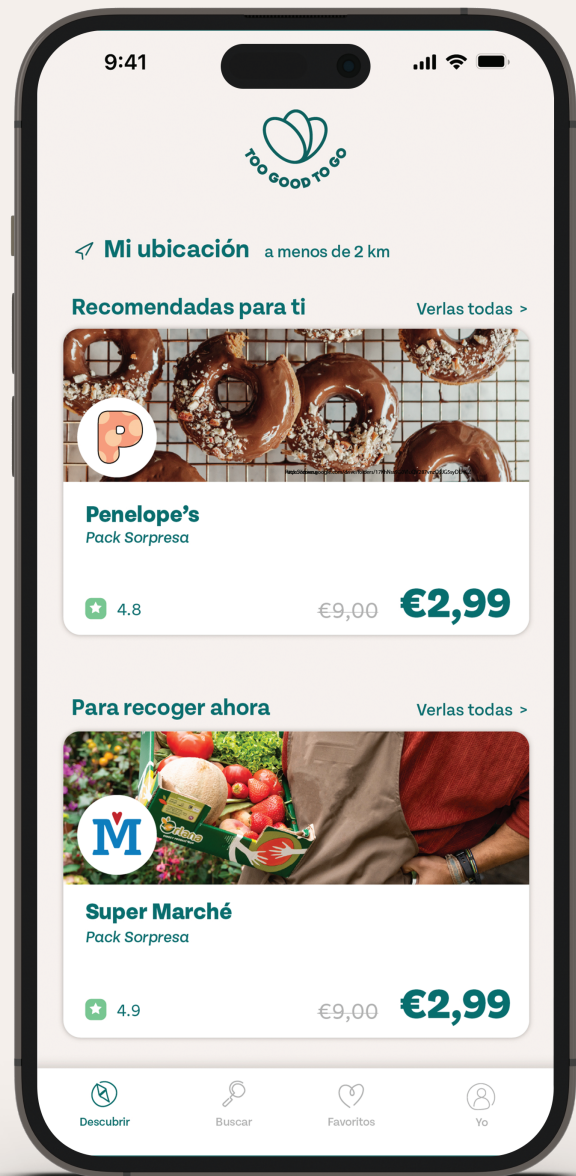 9:41
TOO GOOD TO GO
Mi ubicación a menos de 2 km
Recomendadas para ti Verlas todas >
P
Penelope's
Pack Sorpresa
4.8 €9,00 €2,99
Para recoger ahora Verlas todas >
M
Super Marché
Pack Sorpresa
4.9 €9,00 €2,99
Descubrir Buscar Favoritos Yo